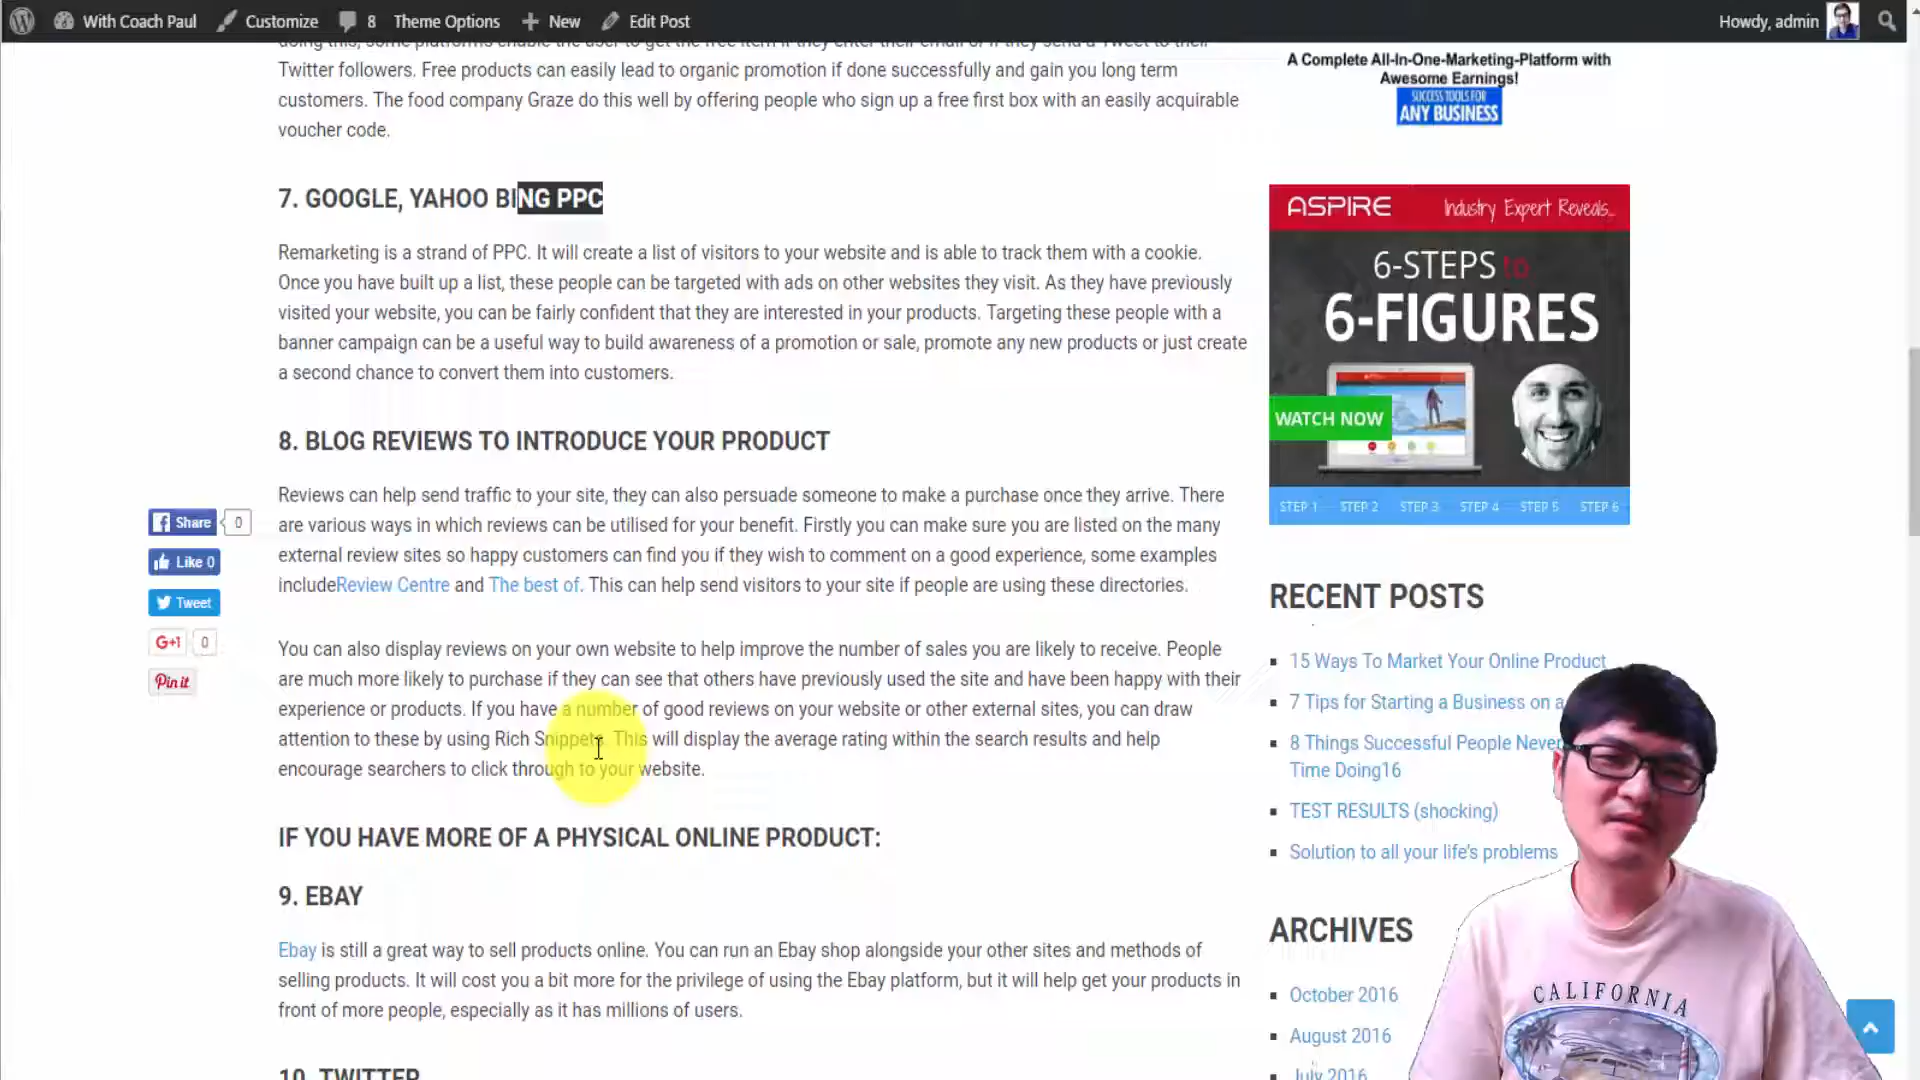 With Coach Paul Customize 8 Theme Options New Edit Post Howdy, admin
doing this, some platforms enable the user to get the free item if they enter their email or if they send a Tweet to their
Twitter followers. Free products can easily lead to organic promotion if done successfully and gain you long term
customers. The food company Graze do this well by offering people who sign up a free first box with an easily acquirable
voucher code.
7. GOOGLE, YAHOO BING PPC
Remarketing is a strand of PPC. It will create a list of visitors to your website and is able to track them with a cookie.
Once you have built up a list, these people can be targeted with ads on other websites they visit. As they have previously
visited your website, you can be fairly confident that they are interested in your products. Targeting these people with a
banner campaign can be a useful way to build awareness of a promotion or sale, promote any new products or just create
a second chance to convert them into customers.
8. BLOG REVIEWS TO INTRODUCE YOUR PRODUCT
Reviews can help send traffic to your site, they can also persuade someone to make a purchase once they arrive. There
are various ways in which reviews can be utilised for your benefit. Firstly you can make sure you are listed on the many
external review sites so happy customers can find you if they wish to comment on a good experience, some examples
includeReview Centre and The best of. This can help send visitors to your site if people are using these directories.
You can also display reviews on your own website to help improve the number of sales you are likely to receive. People
are much more likely to purchase if they can see that others have previously used the site and have been happy with their
experience or products. If you have a number of good reviews on your website or other external sites, you can draw
attention to these by using Rich Snippets. This will display the average rating within the search results and help
encourage searchers to click through to your website.
IF YOU HAVE MORE OF A PHYSICAL ONLINE PRODUCT:
9. EBAY
Ebay is still a great way to sell products online. You can run an Ebay shop alongside your other sites and methods of
selling products. It will cost you a bit more for the privilege of using the Ebay platform, but it will help get your products in
front of more people, especially as it has millions of users.
10. TWITTER
Share 0
Like 0
Tweet
G+1 0
Pin it
A Complete All-In-One-Marketing-Platform with
Awesome Earnings!
SUCCESS TOOLS FOR
ANY BUSINESS
ASPIRE Industry Expert Reveals...
6-STEPS to
6-FIGURES
WATCH NOW
STEP 1 STEP 2 STEP 3 STEP 4 STEP 5 STEP 6
RECENT POSTS
15 Ways To Market Your Online Product
7 Tips for Starting a Business on a
8 Things Successful People Never
Time Doing16
TEST RESULTS (shocking)
Solution to all your life's problems
ARCHIVES
October 2016
August 2016
July 2016
CALIFORNIA